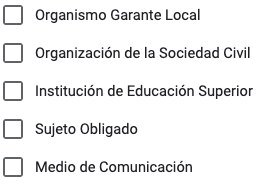 Organismo Garante Local
Organización de la Sociedad Civil
Institución de Educación Superior
Sujeto Obligado
Medio de Comunicación